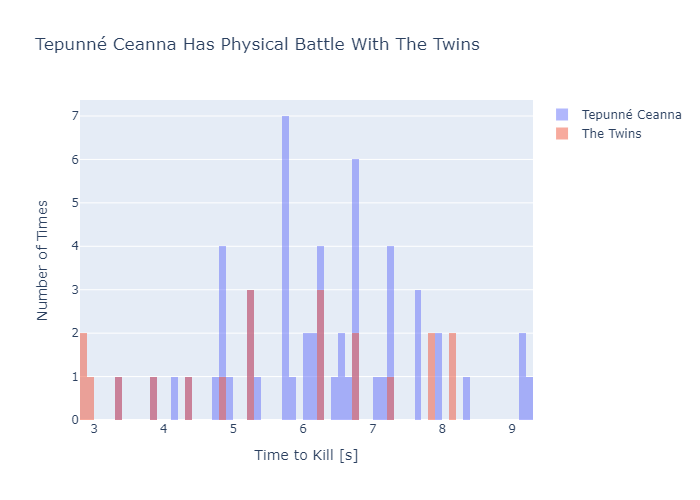 Tepunné Ceanna Has Physical Battle With The Twins
Tepunné Ceanna
The Twins
Number of Times
7
6
5
4
3
2
1
0
3 4 5 6 7 8 9
Time to Kill [s]